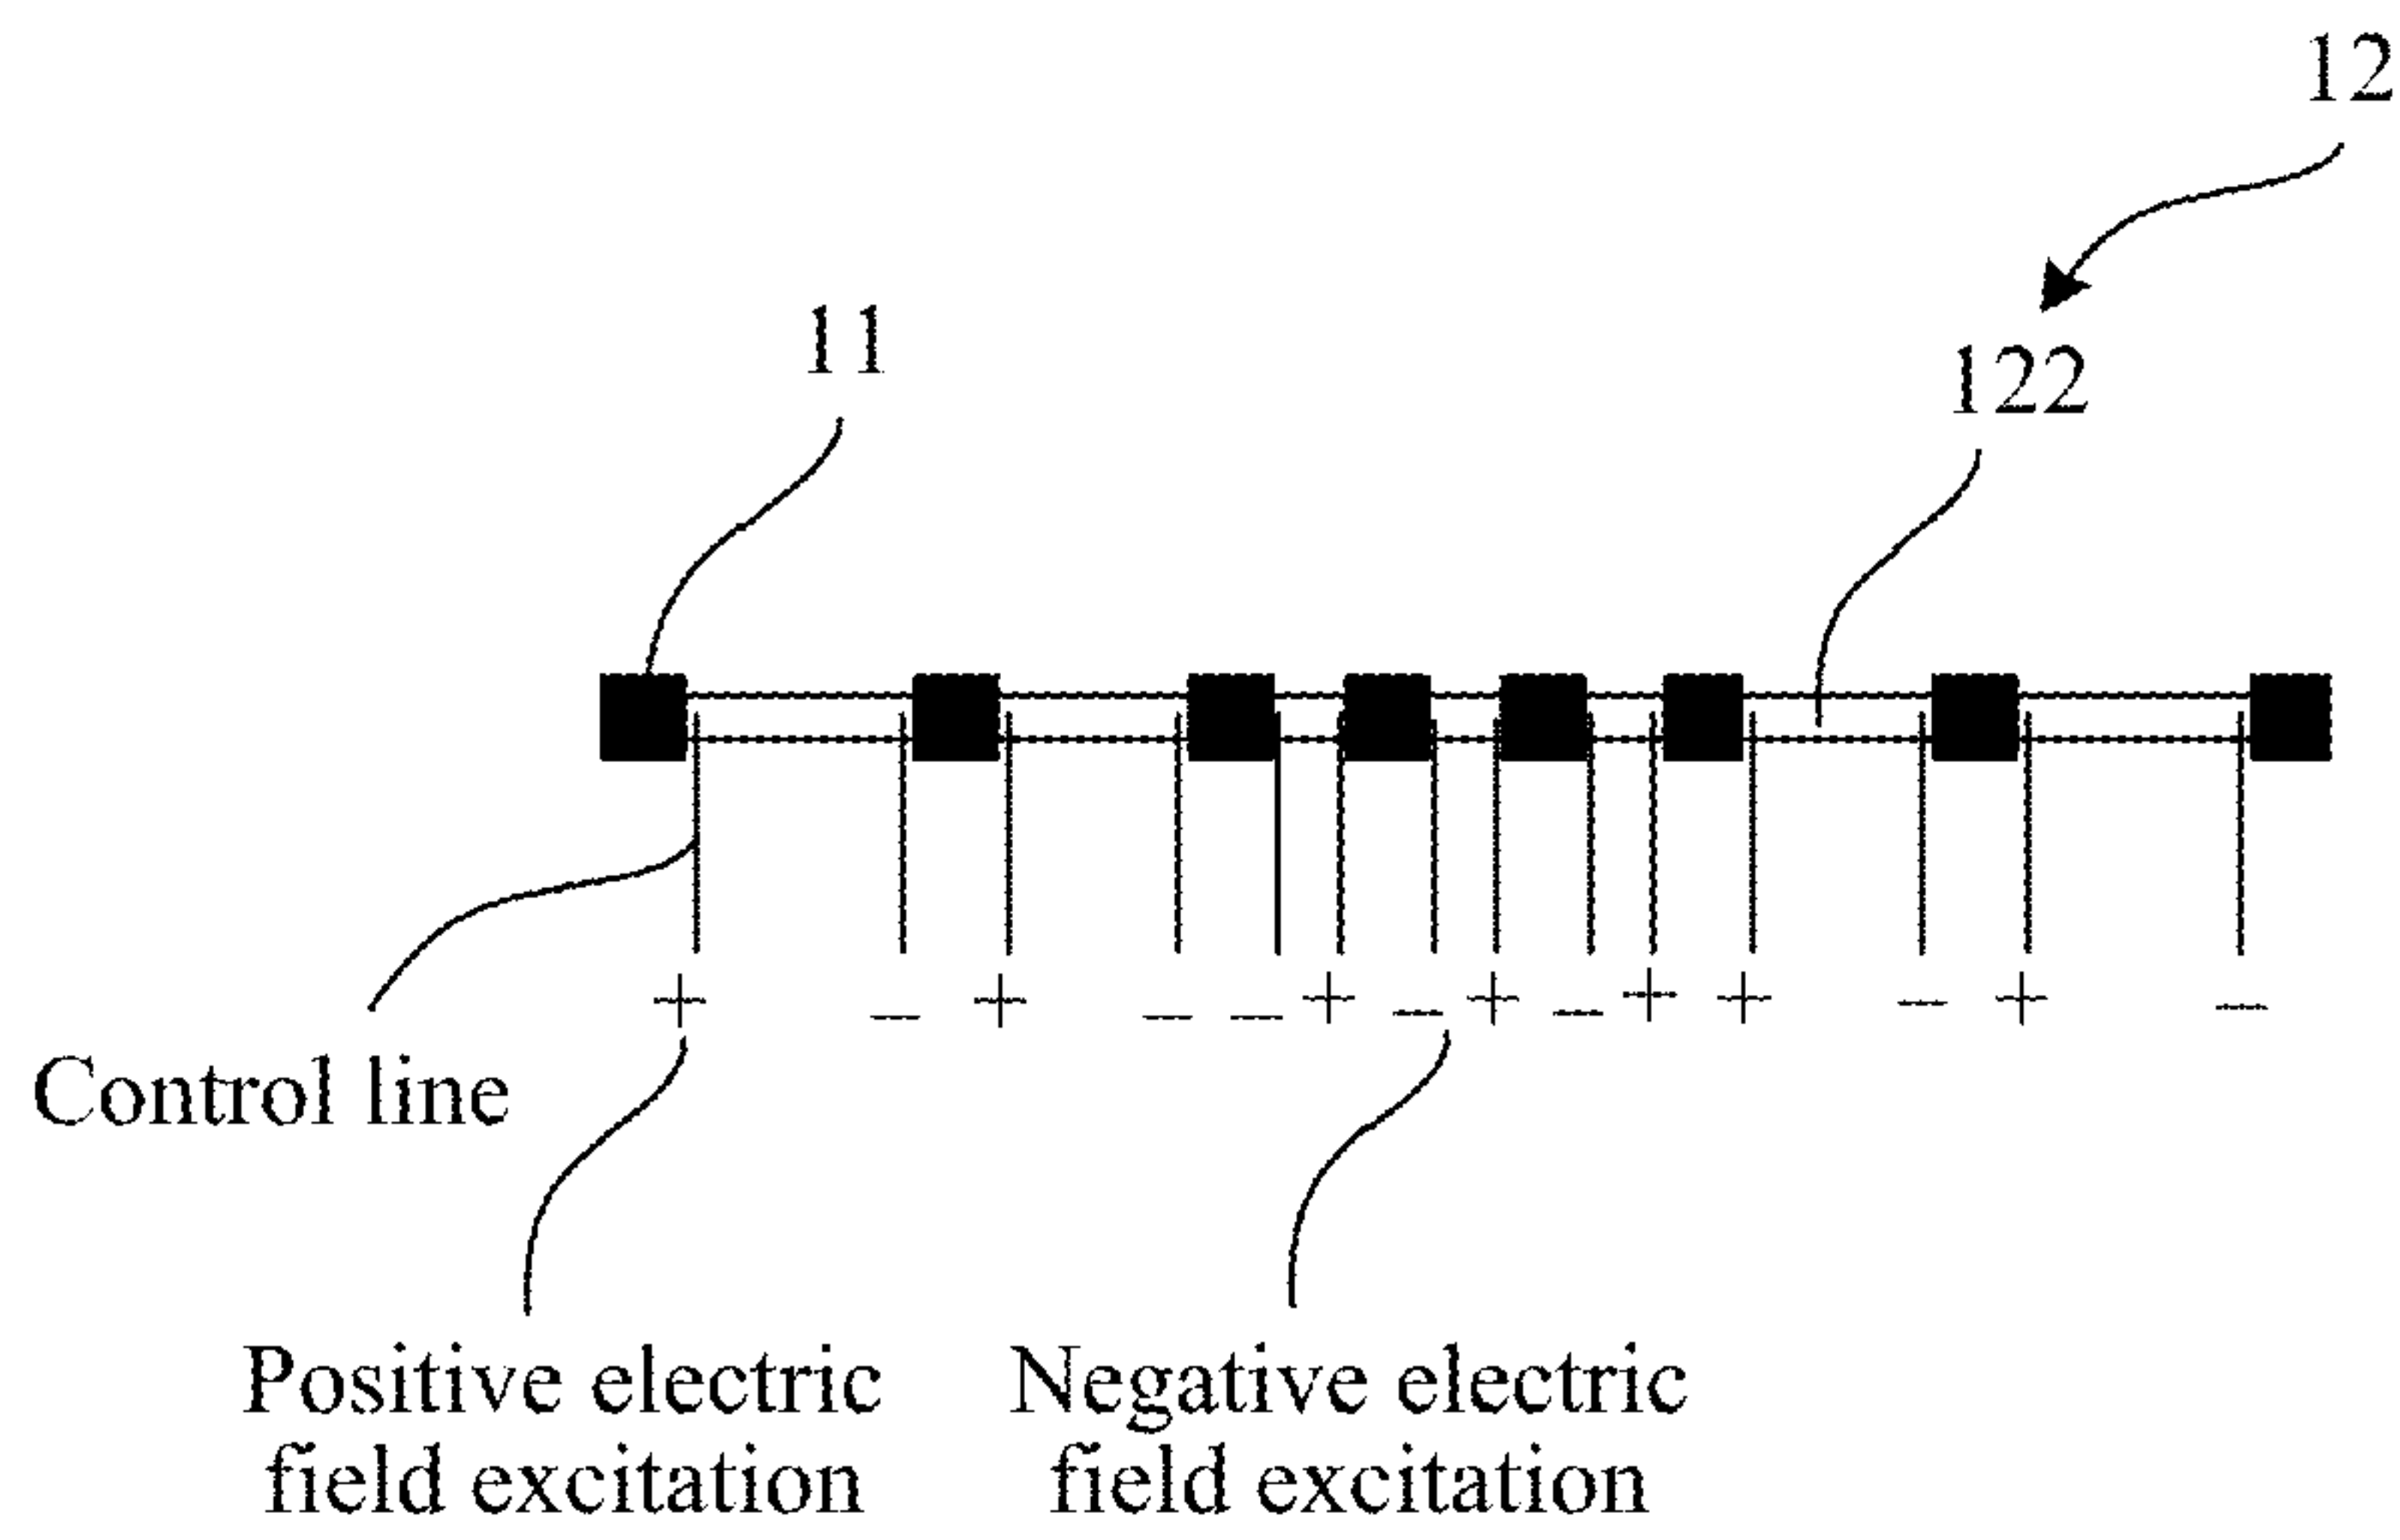 12
11
122
+ − + − − + − + − + + − + −
Control line
Positive electric
field excitation
Negative electric
field excitation